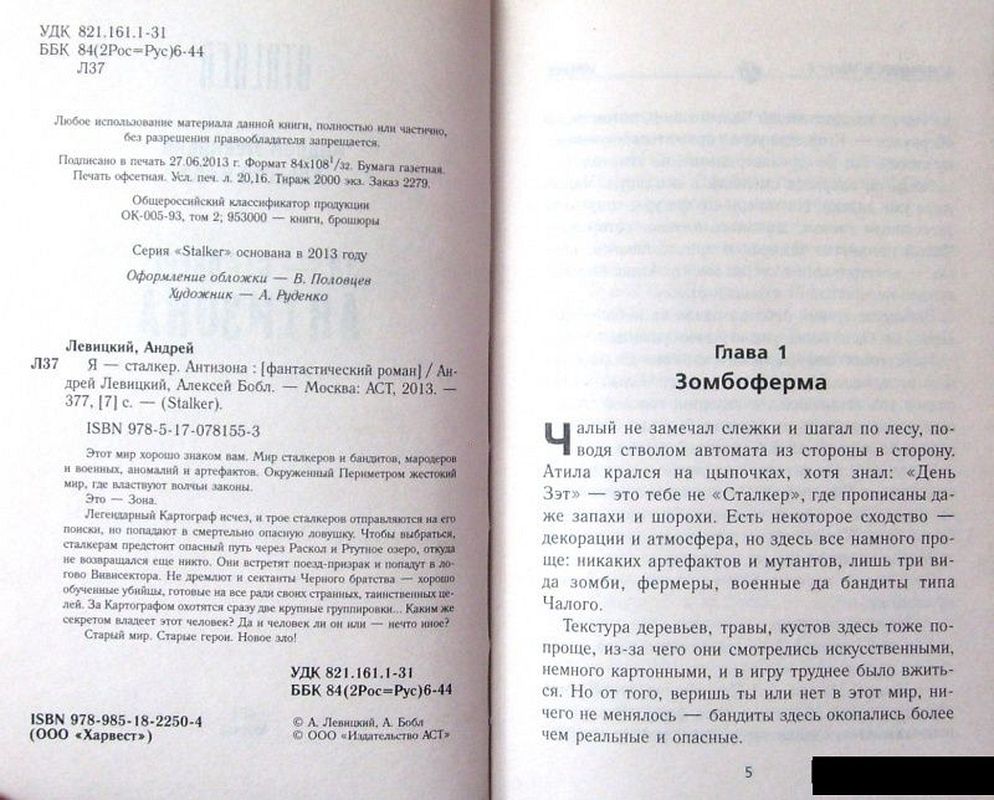 УДК 821.161.1-31
ББК 84(2Рос=Рус)6-44
Л37
Любое использование материала данной книги, полностью или частично,
без разрешения правообладателя запрещается.
Подписано в печать 27.06.2013 г. Формат 84x108¹/₃₂. Бумага газетная.
Печать офсетная. Усл. печ. л. 20,16. Тираж 2000 экз. Заказ 2279.
Общероссийский классификатор продукции
ОК-005-93, том 2; 953000 — книги, брошюры
Серия «Stalker» основана в 2013 году
Оформление обложки — В. Половцев
Художник — А. Руденко
Левицкий, Андрей
Л37 Я — сталкер. Антизона : [фантастический роман] / Ан-
дрей Левицкий, Алексей Бобл. — Москва: АСТ, 2013. —
377, [7] с. — (Stalker).
ISBN 978-5-17-078155-3
Этот мир хорошо знаком вам. Мир сталкеров и бандитов, мародеров
и военных, аномалий и артефактов. Окруженный Периметром жестокий
мир, где властвуют волчьи законы.
Это — Зона.
Легендарный Картограф исчез, и трое сталкеров отправляются на его
поиски, но попадают в смертельно опасную ловушку. Чтобы выбраться,
сталкерам предстоит опасный путь через Раскол и Ртутное озеро, откуда
не возвращался еще никто. Они встретят поезд-призрак и попадут в ло-
гово Вивисектора. Не дремлют и сектанты Черного братства — хорошо
обученные убийцы, готовые на все ради своих странных, таинственных це-
лей. За Картографом охотятся сразу две крупные группировки... Каким же
секретом владеет этот человек? Да и человек ли он или — нечто иное?
Старый мир. Старые герои. Новое зло!
УДК 821.161.1-31
ББК 84(2Рос=Рус)6-44
ISBN 978-985-18-2250-4
(ООО «Харвест»)
© А. Левицкий, А. Бобл
© ООО «Издательство АСТ»
Глава 1
Зомбоферма
Чалый не замечал слежки и шагал по лесу, по-
водя стволом автомата из стороны в сторону.
Атила крался на цыпочках, хотя знал: «День
Зэт» — это тебе не «Сталкер», где прописаны да-
же запахи и шорохи. Есть некоторое сходство —
декорации и атмосфера, но здесь все намного про-
ще: никаких артефактов и мутантов, лишь три ви-
да зомби, фермеры, военные да бандиты типа
Чалого.
Текстура деревьев, травы, кустов здесь тоже по-
проще, из-за чего они смотрелись искусственными,
немного картонными, и в игру труднее было вжить-
ся. Но от того, веришь ты или нет в этот мир, ни-
чего не менялось — бандиты здесь окопались более
чем реальные и опасные.
5